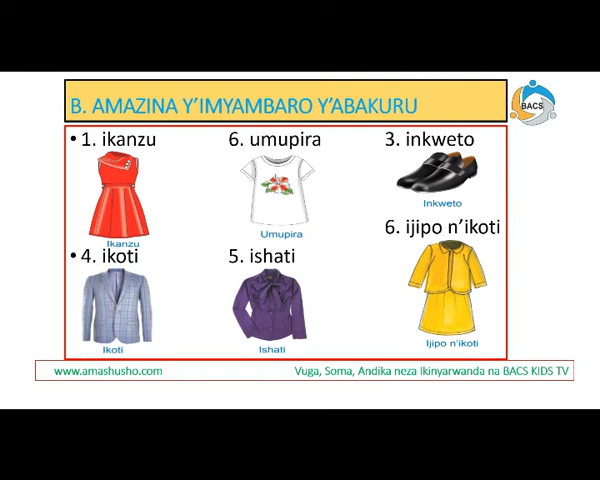 B. AMAZINA Y’IMYAMBARO Y’ABAKURU
BACS
• 1. ikanzu 6. umupira 3. inkweto
Ikanzu Umupira Inkweto
• 4. ikoti 5. ishati 6. ijipo n’ikoti
Ikoti Ishati Ijipo n’ikoti
www.amashusho.com Vuga, Soma, Andika neza Ikinyarwanda na BACS KIDS TV